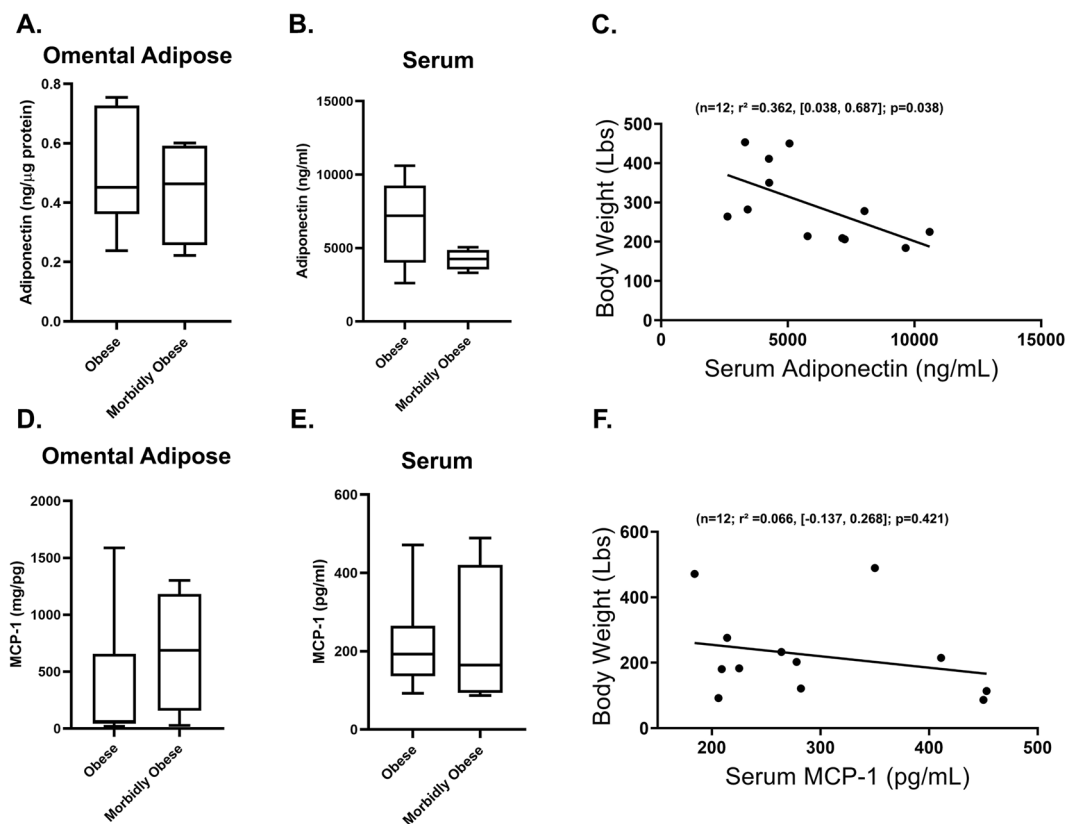 A.
Omental Adipose
Adiponectin (ng/µg protein)
0.8
0.6
0.4
0.2
0.0
Obese
Morbidly Obese
B.
Serum
Adiponectin (ng/ml)
15000
10000
5000
0
Obese
Morbidly Obese
C.
(n=12; r² =0.362, [0.038, 0.687]; p=0.038)
Body Weight (Lbs)
500
400
300
200
100
0
0
5000
10000
15000
Serum Adiponectin (ng/mL)
D.
Omental Adipose
MCP-1 (mg/pg)
2000
1500
1000
500
0
Obese
Morbidly Obese
E.
Serum
MCP-1 (pg/ml)
600
400
200
0
Obese
Morbidly Obese
F.
(n=12; r² =0.066, [-0.137, 0.268]; p=0.421)
Body Weight (Lbs)
600
400
200
0
200
300
400
500
Serum MCP-1 (pg/mL)